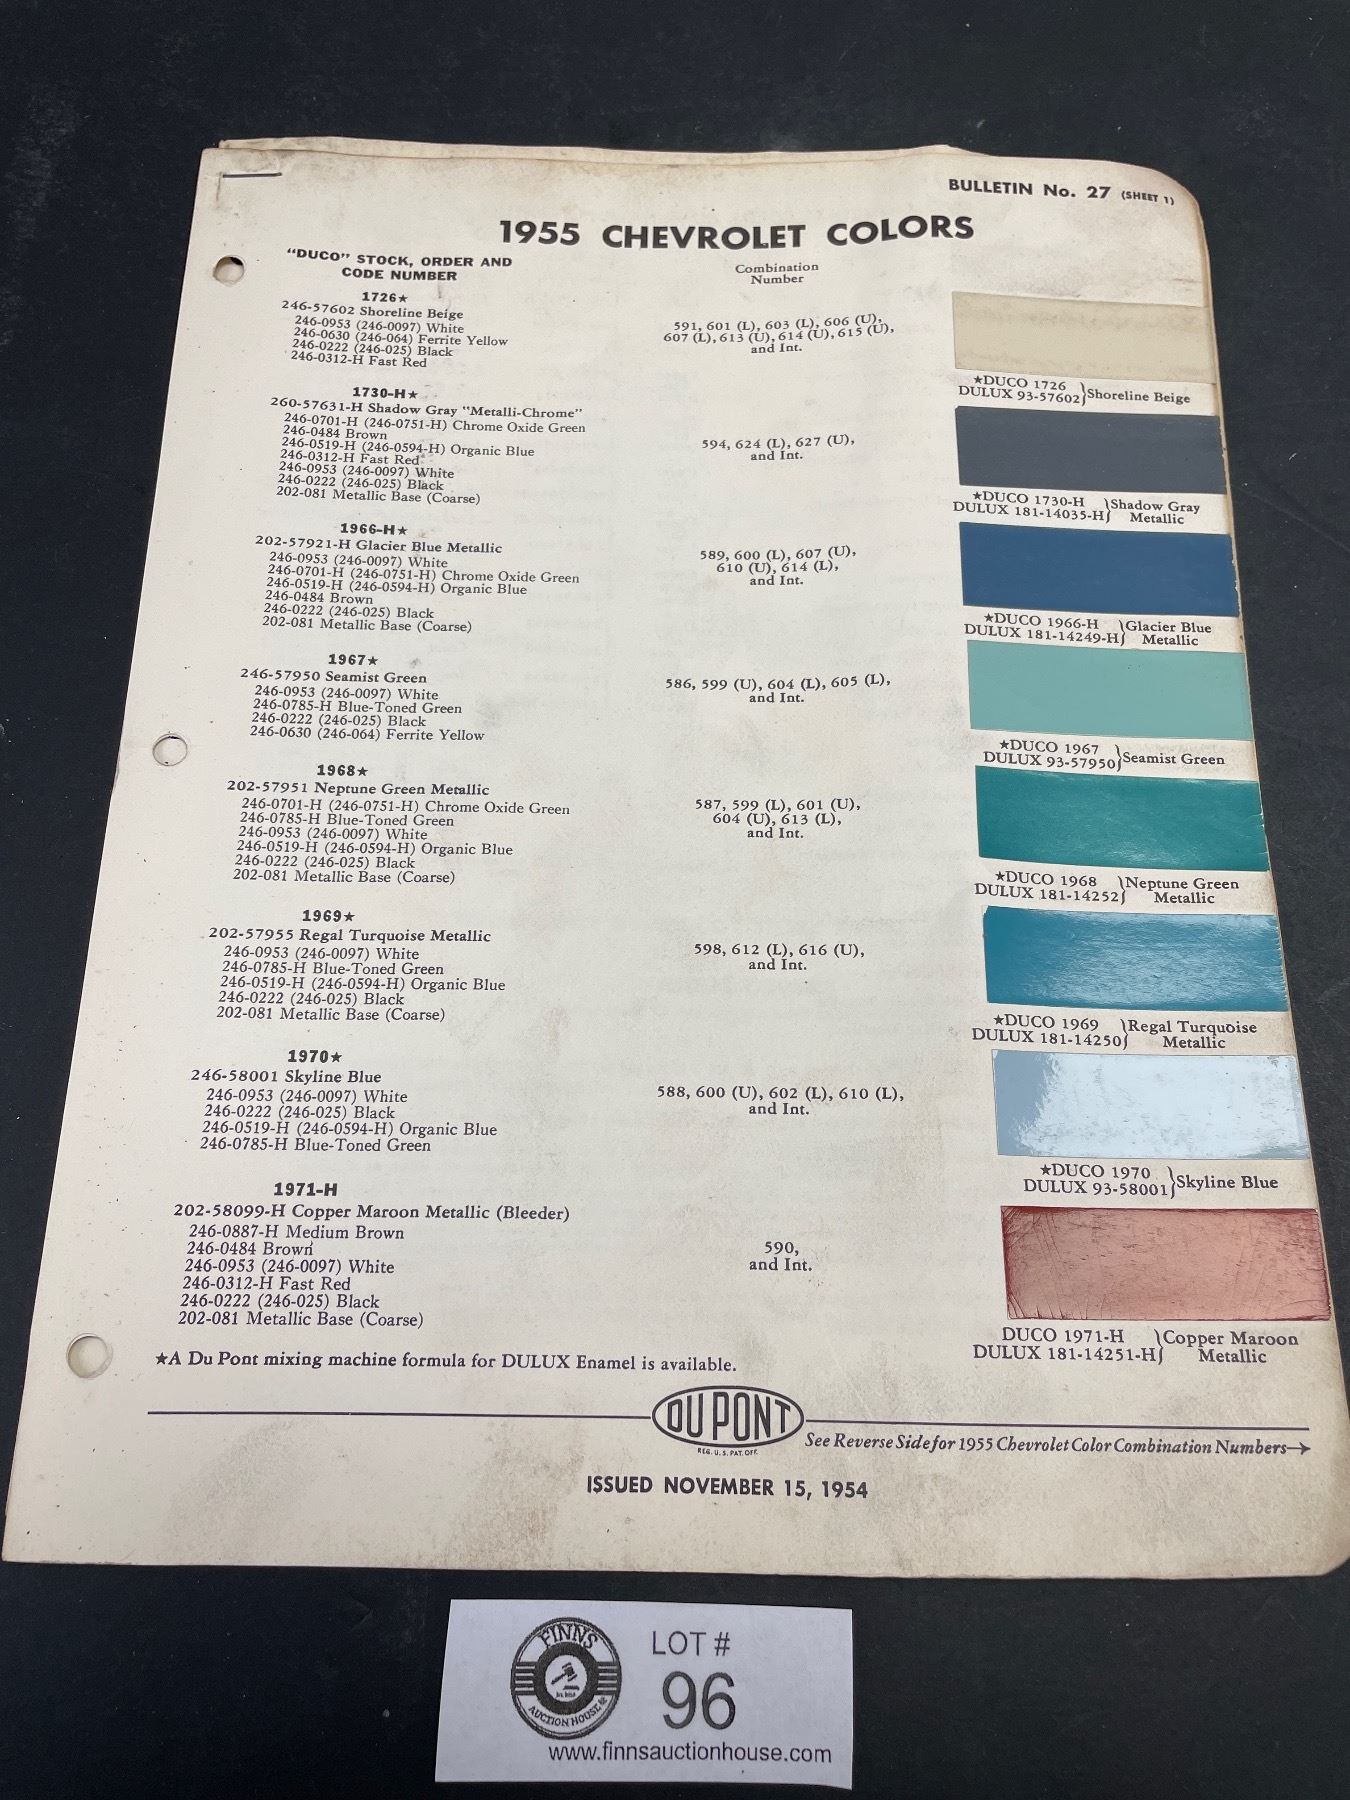 BULLETIN No. 27 (SHEET 1)
1955 CHEVROLET COLORS
"DUCO" STOCK, ORDER AND
CODE NUMBER
Combination
Number
1726★
246-57602 Shoreline Beige
246-0953 (246-0097) White
246-0630 (246-064) Ferrite Yellow
246-0222 (246-025) Black
246-0312-H Fast Red
591, 601 (L), 603 (L), 606 (U),
607 (L), 613 (U), 614 (U), 615 (U),
and Int.
★DUCO 1726
DULUX 93-57602} Shoreline Beige
1730-H★
260-57631-H Shadow Gray "Metalli-Chrome"
246-0701-H (246-0751-H) Chrome Oxide Green
246-0484 Brown
246-0519-H (246-0594-H) Organic Blue
246-0312-H Fast Red
246-0953 (246-0097) White
246-0222 (246-025) Black
202-081 Metallic Base (Coarse)
594, 624 (L), 627 (U),
and Int.
★DUCO 1730-H } Shadow Gray
DULUX 181-14035-H} Metallic
1966-H★
202-57921-H Glacier Blue Metallic
246-0953 (246-0097) White
246-0701-H (246-0751-H) Chrome Oxide Green
246-0519-H (246-0594-H) Organic Blue
246-0484 Brown
246-0222 (246-025) Black
202-081 Metallic Base (Coarse)
589, 600 (L), 607 (U),
610 (U), 614 (L),
and Int.
★DUCO 1966-H } Glacier Blue
DULUX 181-14249-H} Metallic
1967★
246-57950 Seamist Green
246-0953 (246-0097) White
246-0785-H Blue-Toned Green
246-0222 (246-025) Black
246-0630 (246-064) Ferrite Yellow
586, 599 (U), 604 (L), 605 (L),
and Int.
★DUCO 1967
DULUX 93-57950} Seamist Green
1968★
202-57951 Neptune Green Metallic
246-0701-H (246-0751-H) Chrome Oxide Green
246-0785-H Blue-Toned Green
246-0953 (246-0097) White
246-0519-H (246-0594-H) Organic Blue
246-0222 (246-025) Black
202-081 Metallic Base (Coarse)
587, 599 (L), 601 (U),
604 (U), 613 (L),
and Int.
★DUCO 1968 } Neptune Green
DULUX 181-14252} Metallic
1969★
202-57955 Regal Turquoise Metallic
246-0953 (246-0097) White
246-0785-H Blue-Toned Green
246-0519-H (246-0594-H) Organic Blue
246-0222 (246-025) Black
202-081 Metallic Base (Coarse)
598, 612 (L), 616 (U),
and Int.
★DUCO 1969 } Regal Turquoise
DULUX 181-14250} Metallic
1970★
246-58001 Skyline Blue
246-0953 (246-0097) White
246-0222 (246-025) Black
246-0519-H (246-0594-H) Organic Blue
246-0785-H Blue-Toned Green
588, 600 (U), 602 (L), 610 (L),
and Int.
★DUCO 1970
DULUX 93-58001} Skyline Blue
1971-H
202-58099-H Copper Maroon Metallic (Bleeder)
246-0887-H Medium Brown
246-0484 Brown
246-0953 (246-0097) White
246-0312-H Fast Red
246-0222 (246-025) Black
202-081 Metallic Base (Coarse)
590,
and Int.
DUCO 1971-H } Copper Maroon
DULUX 181-14251-H} Metallic
★A Du Pont mixing machine formula for DULUX Enamel is available.
DU PONT
REG. U.S. PAT. OFF.
See Reverse Side for 1955 Chevrolet Color Combination Numbers→
ISSUED NOVEMBER 15, 1954
FINNS
AUCTION HOUSE
LOT #
96
www.finnsauctionhouse.com